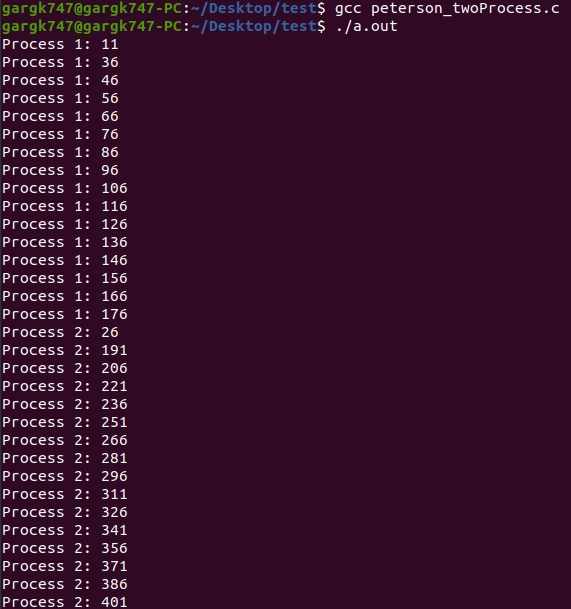 gargk747@gargk747-PC:~/Desktop/test$ gcc peterson_twoProcess.c
gargk747@gargk747-PC:~/Desktop/test$ ./a.out
Process 1: 11
Process 1: 36
Process 1: 46
Process 1: 56
Process 1: 66
Process 1: 76
Process 1: 86
Process 1: 96
Process 1: 106
Process 1: 116
Process 1: 126
Process 1: 136
Process 1: 146
Process 1: 156
Process 1: 166
Process 1: 176
Process 2: 26
Process 2: 191
Process 2: 206
Process 2: 221
Process 2: 236
Process 2: 251
Process 2: 266
Process 2: 281
Process 2: 296
Process 2: 311
Process 2: 326
Process 2: 341
Process 2: 356
Process 2: 371
Process 2: 386
Process 2: 401